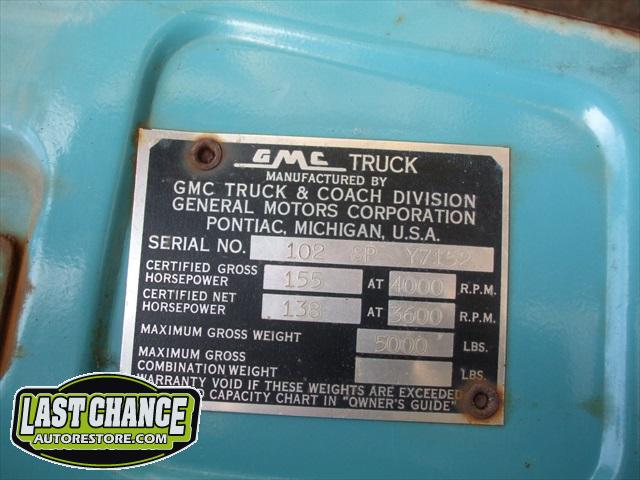 GMC TRUCK
MANUFACTURED BY
GMC TRUCK & COACH DIVISION
GENERAL MOTORS CORPORATION
PONTIAC, MICHIGAN, U.S.A.
SERIAL NO. 102 SP Y7152
CERTIFIED GROSS HORSEPOWER 155 AT 4000 R.P.M.
CERTIFIED NET HORSEPOWER 138 AT 3600 R.P.M.
MAXIMUM GROSS WEIGHT 5000 LBS.
MAXIMUM GROSS COMBINATION WEIGHT LBS.
WARRANTY VOID IF THESE WEIGHTS ARE EXCEEDED
CAPACITY CHART IN "OWNER'S GUIDE"
LAST CHANCE
AUTORESTORE.COM